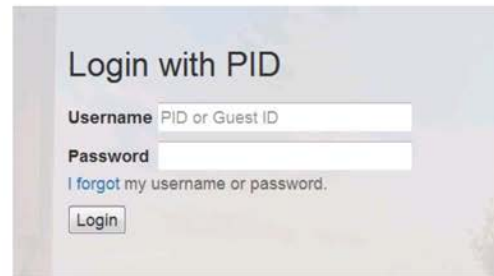 Login with PID
Username PID or Guest ID
Password
I forgot my username or password.
Login